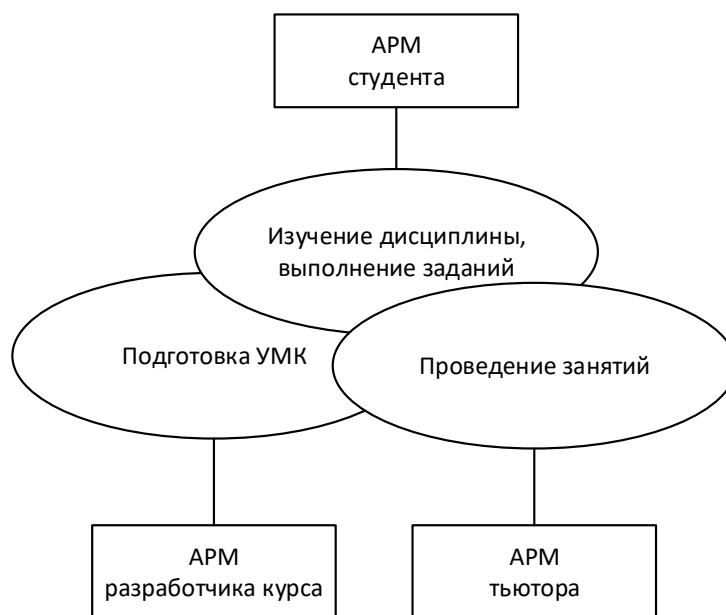 АРМ
студента
Изучение дисциплины,
выполнение заданий
Подготовка УМК
Проведение занятий
АРМ
разработчика курса
АРМ
тьютора